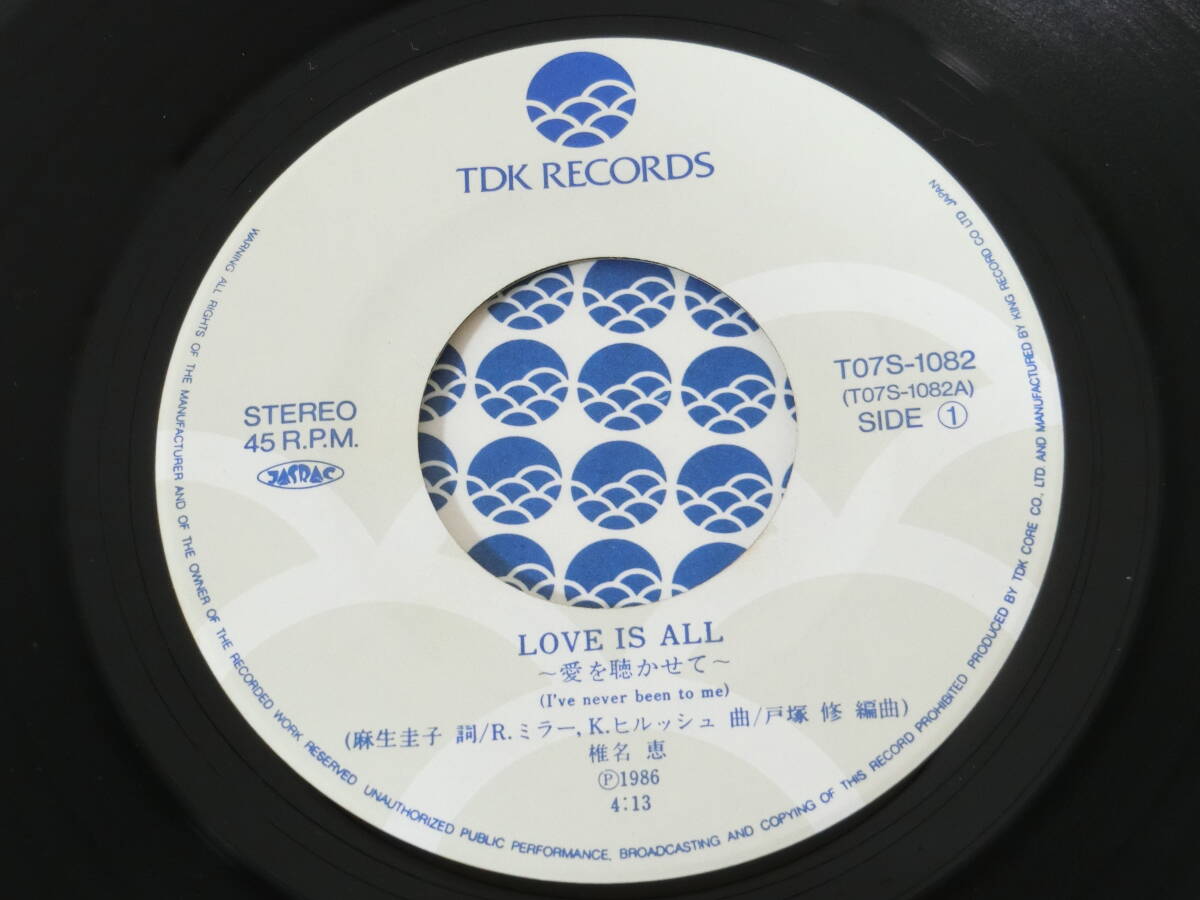 TDK RECORDS
STEREO
45 R.P.M.
JASRAC
T07S-1082
(T07S-1082A)
SIDE ①
LOVE IS ALL
〜愛を聴かせて〜
(I've never been to me)
(麻生圭子 詞/R.ミラー,K.ヒルッシュ 曲/戸塚 修 編曲)
椎名 恵
Ⓟ1986
4:13
WARNING ALL RIGHTS OF THE MANUFACTURER AND OF THE OWNER OF THE RECORDED WORK RESERVED UNAUTHORIZED PUBLIC PERFORMANCE, BROADCASTING AND COPYING OF THIS RECORD PROHIBITED PRODUCED BY TDK CORE CO., LTD AND MANUFACTURED BY KING RECORD CO LTD JAPAN